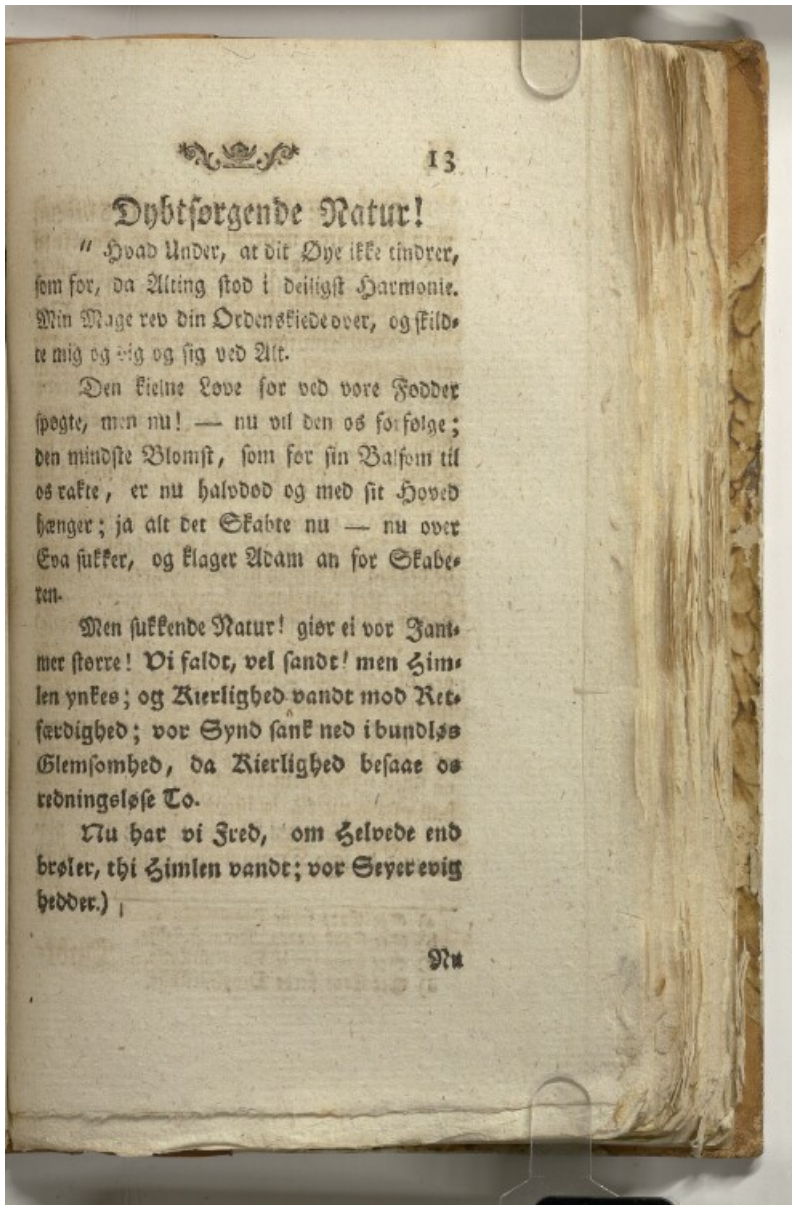 13
Dybtsørgende Natur!
“ Hvad Under, at dit Øye ikke tindrer,
som før, da Alting stod i deiligst Harmonie.
Min Mage rev din Ordenskiede over, og skild-
te mig og dig og sig ved Alt.
Den kielne Løve før ved vore Fødder
spøgte, men nu! — nu vil den os forfølge;
den mindste Blomst, som før sin Balsom til
os rakte, er nu halvdød og med sit Hoved
hænger; ja alt det Skabte nu — nu over
Eva sukker, og klager Adam an for Skabe-
ren.
Men sukkende Natur! giør ei vor Jam-
mer større! Vi faldt, vel sandt! men Him-
len ynkes; og Kierlighed vandt mod Ret-
færdighed; vor Synd sank ned i bundløs
Glemsomhed, da Kierlighed besaae os
redningsløse To.
Nu har vi Fred, om Helvede end
brøler, thi Himlen vandt; vor Seyer evig
hedder.)
Nu